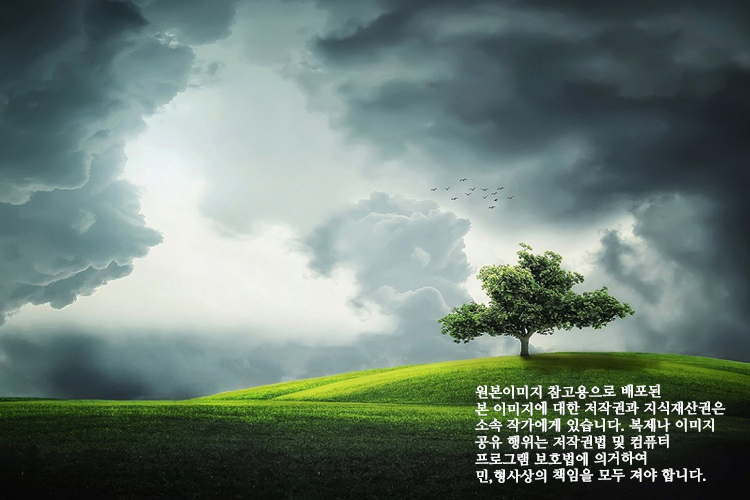 원본이미지 참고용으로 배포된
본 이미지에 대한 저작권과 지식재산권은
소속 작가에게 있습니다. 복제나 이미지
공유 행위는 저작권법 및 컴퓨터
프로그램 보호법에 의거하여
민,형사상의 책임을 모두 져야 합니다.